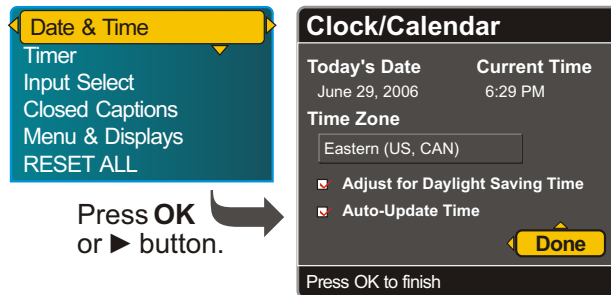 Date & Time
Timer
Input Select
Closed Captions
Menu & Displays
RESET ALL
Press OK
or ► button.
Clock/Calendar
Today's Date Current Time
June 29, 2006 6:29 PM
Time Zone
Eastern (US, CAN)
Adjust for Daylight Saving Time
Auto-Update Time
Done
Press OK to finish